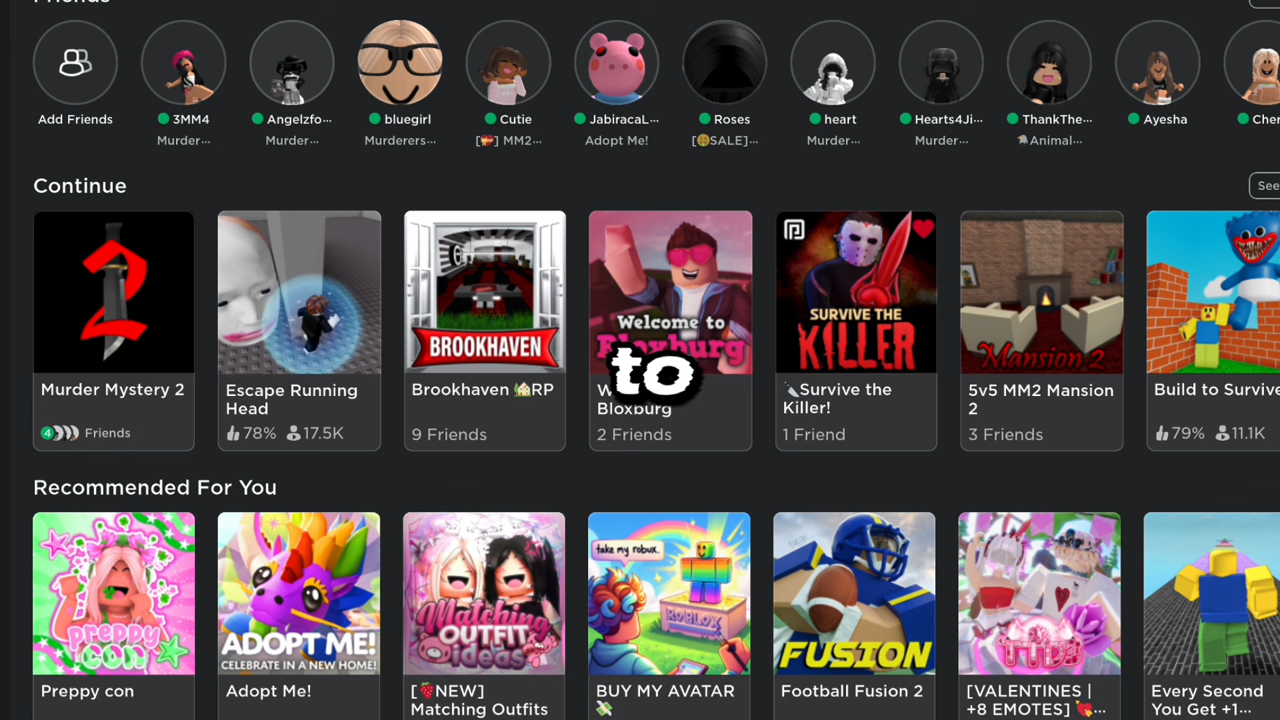 Friends
Add Friends
3MM4
Murder...
Angelzfo...
Murder...
bluegirl
Murderers...
Cutie
[💝] MM2...
JabiracaL...
Adopt Me!
Roses
[🪙SALE]...
heart
Murder...
Hearts4Ji...
Murder...
ThankThe...
Animal...
Ayesha
Cher
Continue
See
2
BROOKHAVEN
Welcome to
Bloxburg
SURVIVE THE
KILLER
Mansion 2
to
Murder Mystery 2
4 Friends
Escape Running
Head
78% 17.5K
Brookhaven 🏡RP
9 Friends
W
Bloxburg
2 Friends
🔪Survive the
Killer!
1 Friend
5v5 MM2 Mansion
2
3 Friends
Build to Survive
79% 11.1K
Recommended For You
preppy
con
ADOPT ME!
CELEBRATE IN A NEW HOME!
Matching
OUTFIT
ideas
take my robux.
ROBLOX
FUSION
TTD3
Preppy con
Adopt Me!
[🍓NEW]
Matching Outfits
BUY MY AVATAR
💸
Football Fusion 2
[VALENTINES |
+8 EMOTES] 💘...
Every Second
You Get +1...